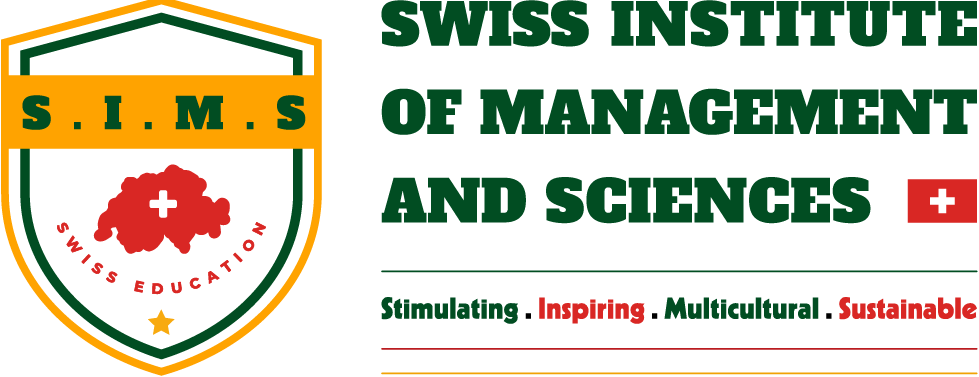 S . I . M . S
SWISS EDUCATION
SWISS INSTITUTE
OF MANAGEMENT
AND SCIENCES
Stimulating . Inspiring . Multicultural . Sustainable